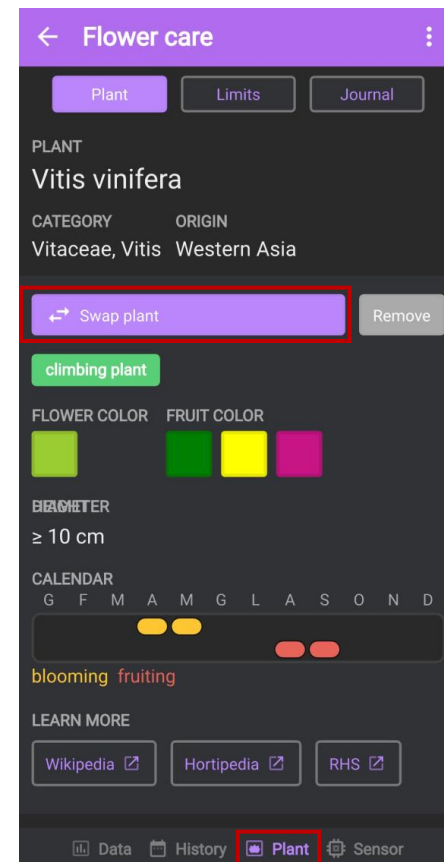 Flower care
Plant Limits Journal
PLANT
Vitis vinifera
CATEGORY ORIGIN
Vitaceae, Vitis Western Asia
Swap plant Remove
climbing plant
FLOWER COLOR FRUIT COLOR
DIAMETER
≥ 10 cm
CALENDAR
G F M A M G L A S O N D
blooming fruiting
LEARN MORE
Wikipedia Hortipedia RHS
Data History Plant Sensor